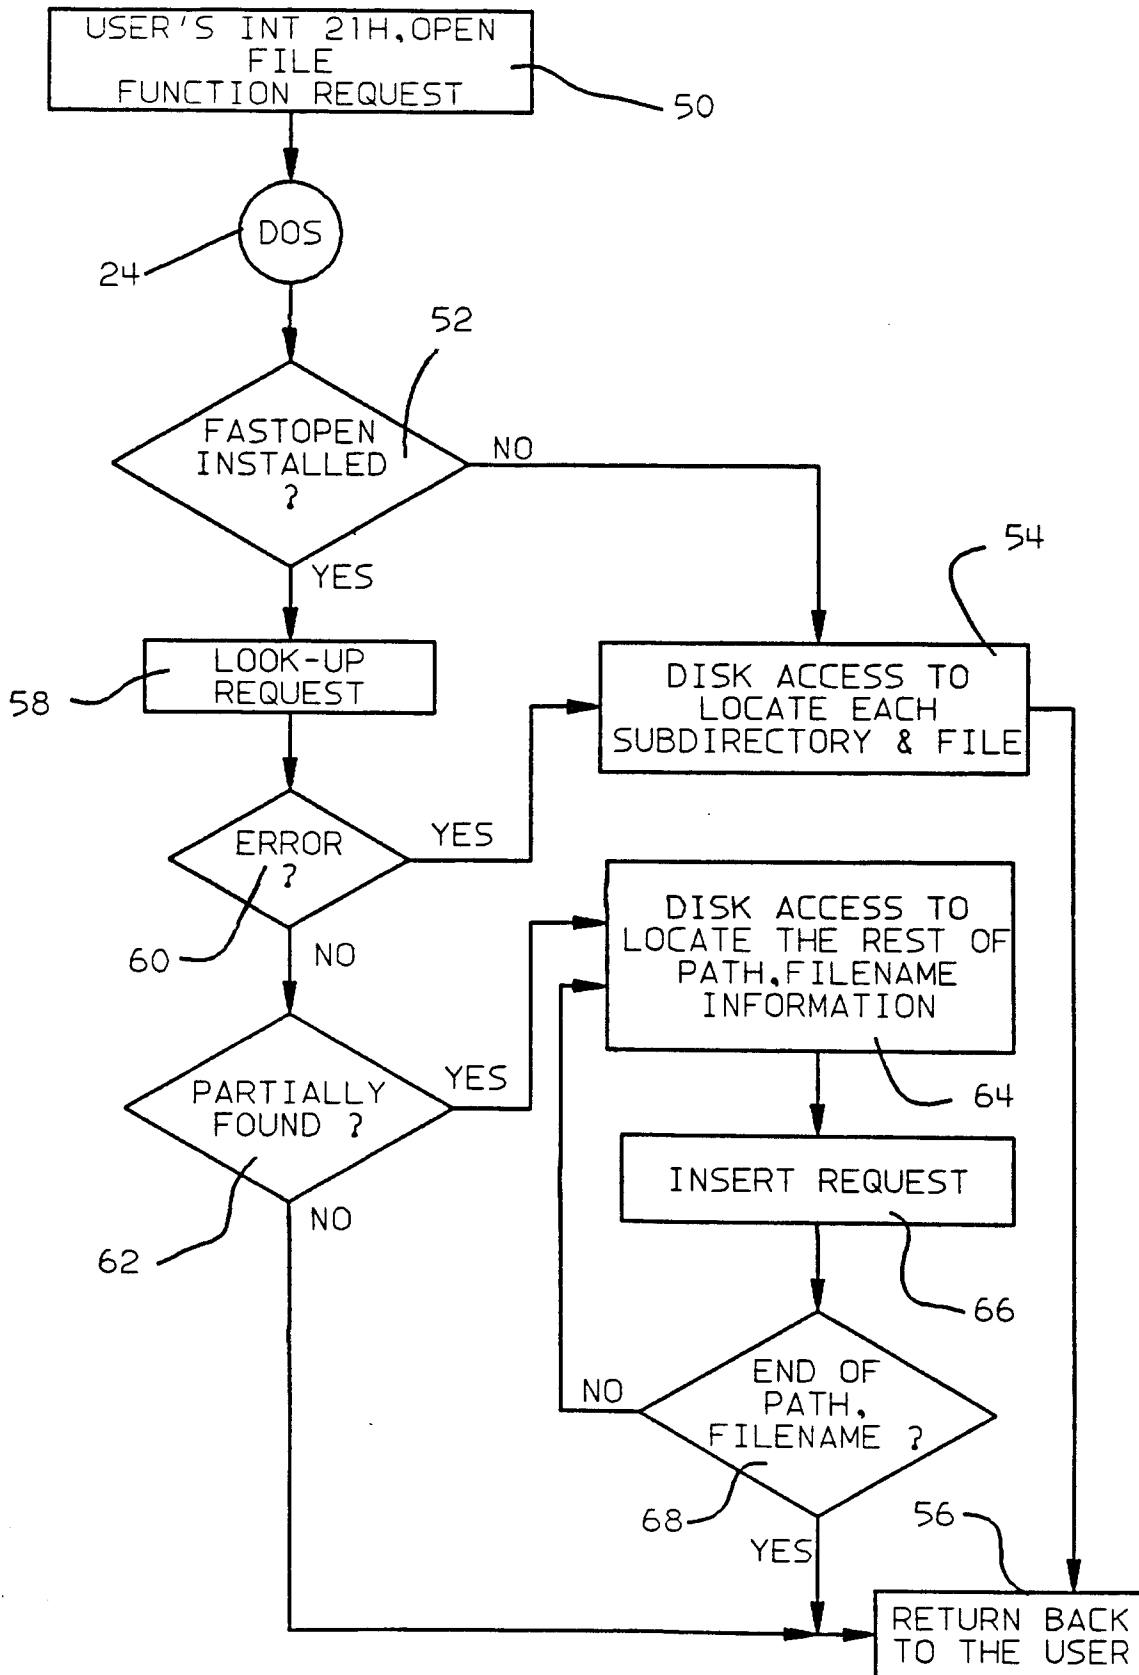 USER'S INT 21H,OPEN
FILE
FUNCTION REQUEST
50
DOS
24
52
FASTOPEN
INSTALLED
?
NO
YES
54
LOOK-UP
REQUEST
58
DISK ACCESS TO
LOCATE EACH
SUBDIRECTORY & FILE
ERROR
?
YES
60
NO
DISK ACCESS TO
LOCATE THE REST OF
PATH,FILENAME
INFORMATION
64
PARTIALLY
FOUND ?
YES
62
NO
INSERT REQUEST
66
END OF
PATH,
FILENAME ?
NO
68
YES
56
RETURN BACK
TO THE USER